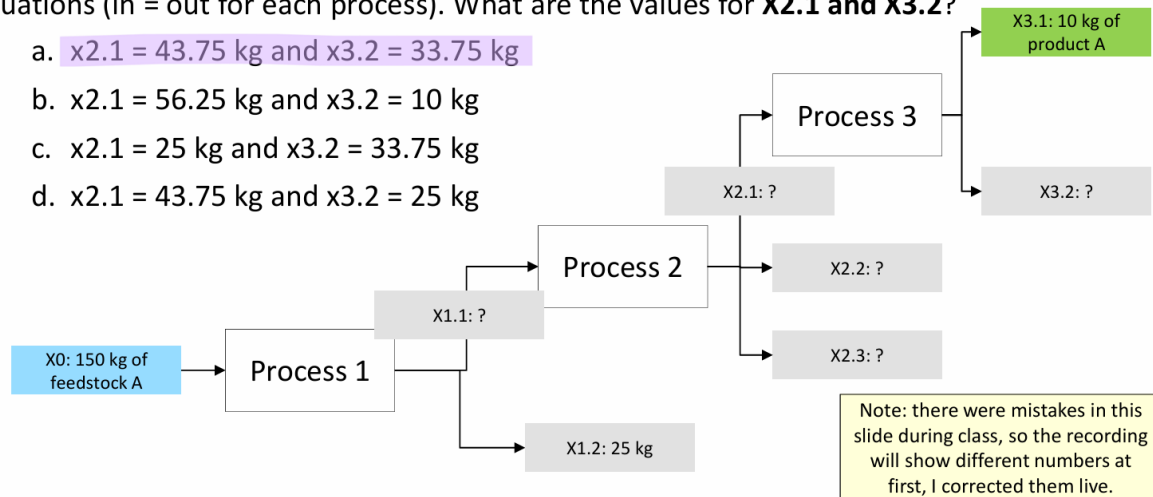 uations (in = out for each process). What are the values for X2.1 and X3.2?
a. x2.1 = 43.75 kg and x3.2 = 33.75 kg
b. x2.1 = 56.25 kg and x3.2 = 10 kg
c. x2.1 = 25 kg and x3.2 = 33.75 kg
d. x2.1 = 43.75 kg and x3.2 = 25 kg
X3.1: 10 kg of
product A
Process 3
X2.1: ?
X3.2: ?
Process 2
X2.2: ?
X1.1: ?
X2.3: ?
X0: 150 kg of
feedstock A
Process 1
X1.2: 25 kg
Note: there were mistakes in this
slide during class, so the recording
will show different numbers at
first, I corrected them live.